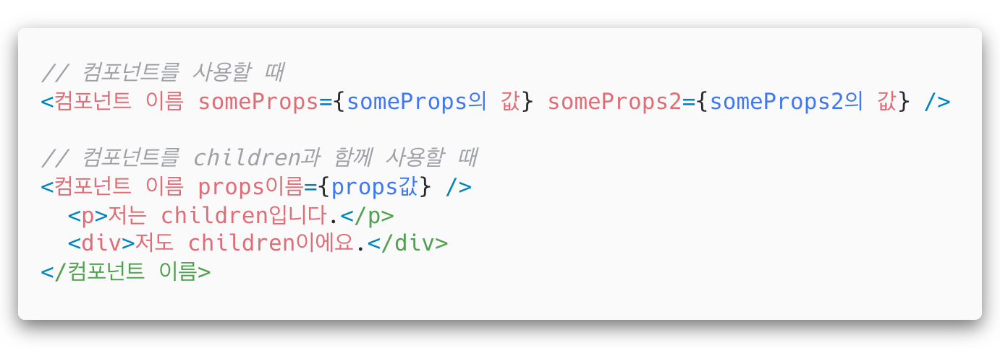 // 컴포넌트를 사용할 때
<컴포넌트 이름 someProps={someProps의 값} someProps2={someProps2의 값} />
// 컴포넌트를 children과 함께 사용할 때
<컴포넌트 이름 props이름={props값} />
<p>저는 children입니다.</p>
<div>저도 children이에요.</div>
</컴포넌트 이름>